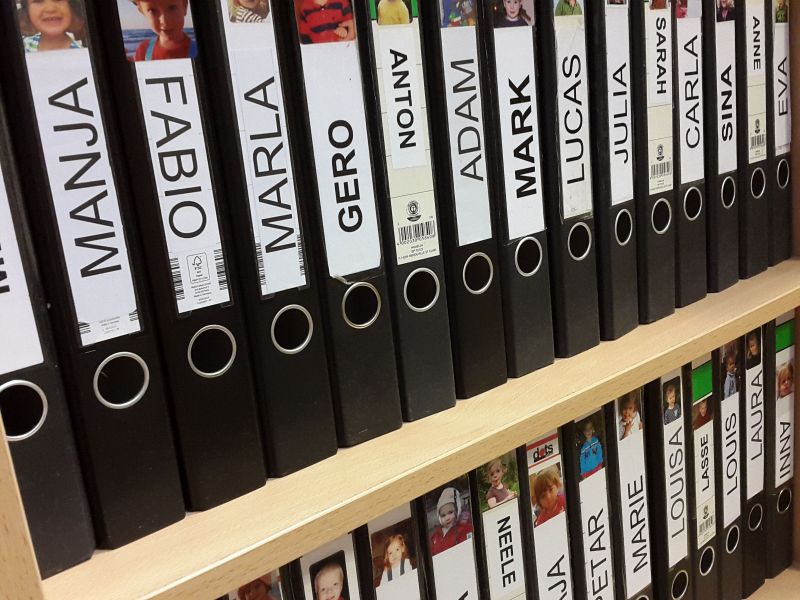 MANJA
FABIO
MARLA
GERO
ANTON
ADAM
MARK
LUCAS
JULIA
SARAH
CARLA
SINA
ANNE
EVA
NEELE
dots
PETAR
MARIE
LOUISA
LASSE
LOUIS
LAURA